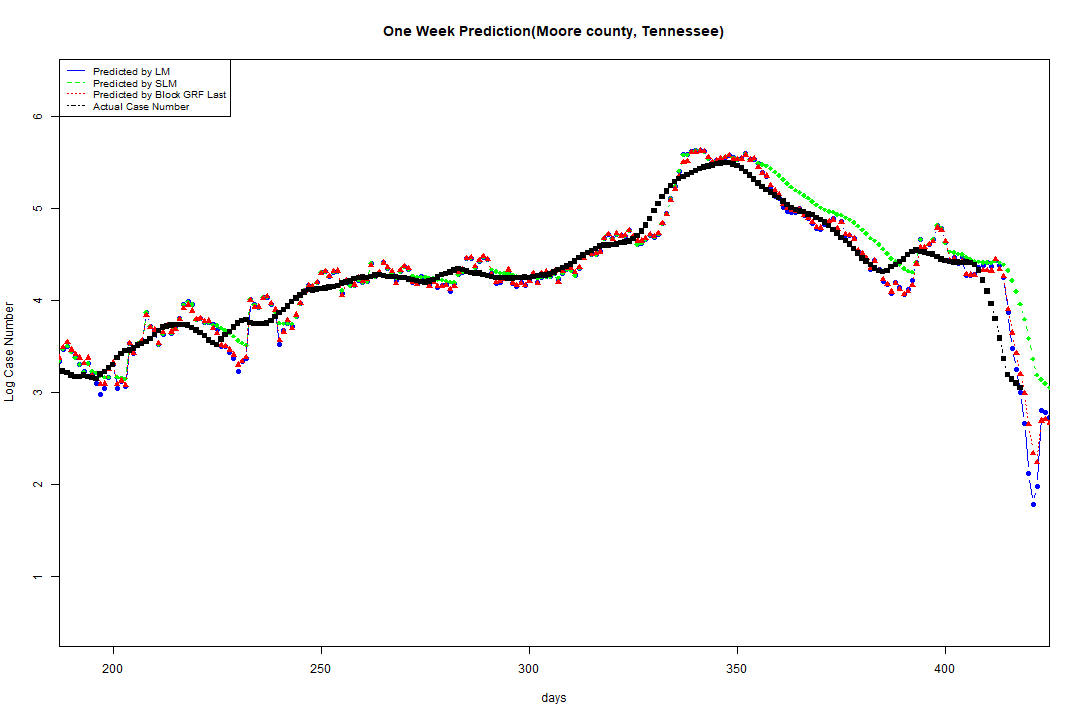 One Week Prediction(Moore county, Tennessee)
Predicted by LM
Predicted by SLM
Predicted by Block GRF Last
Actual Case Number
6
5
4
3
2
1
Log Case Number
200 250 300 350 400
days